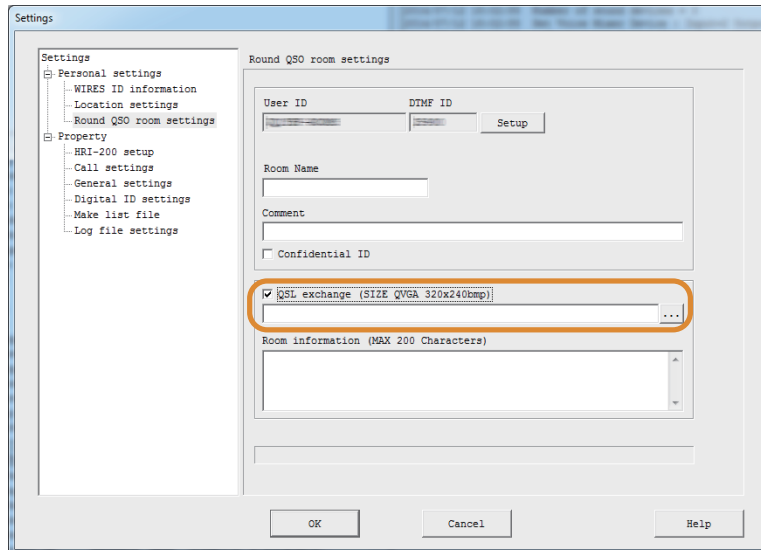 Settings
Settings
Personal settings
WIRES ID information
Location settings
Round QSO room settings
Property
HRI-200 setup
Call settings
General settings
Digital ID settings
Make list file
Log file settings
Round QSO room settings
User ID DTMF ID
Setup
Room Name
Comment
Confidential ID
QSL exchange (SIZE QVGA 320x240bmp)
...
Room information (MAX 200 Characters)
OK Cancel Help